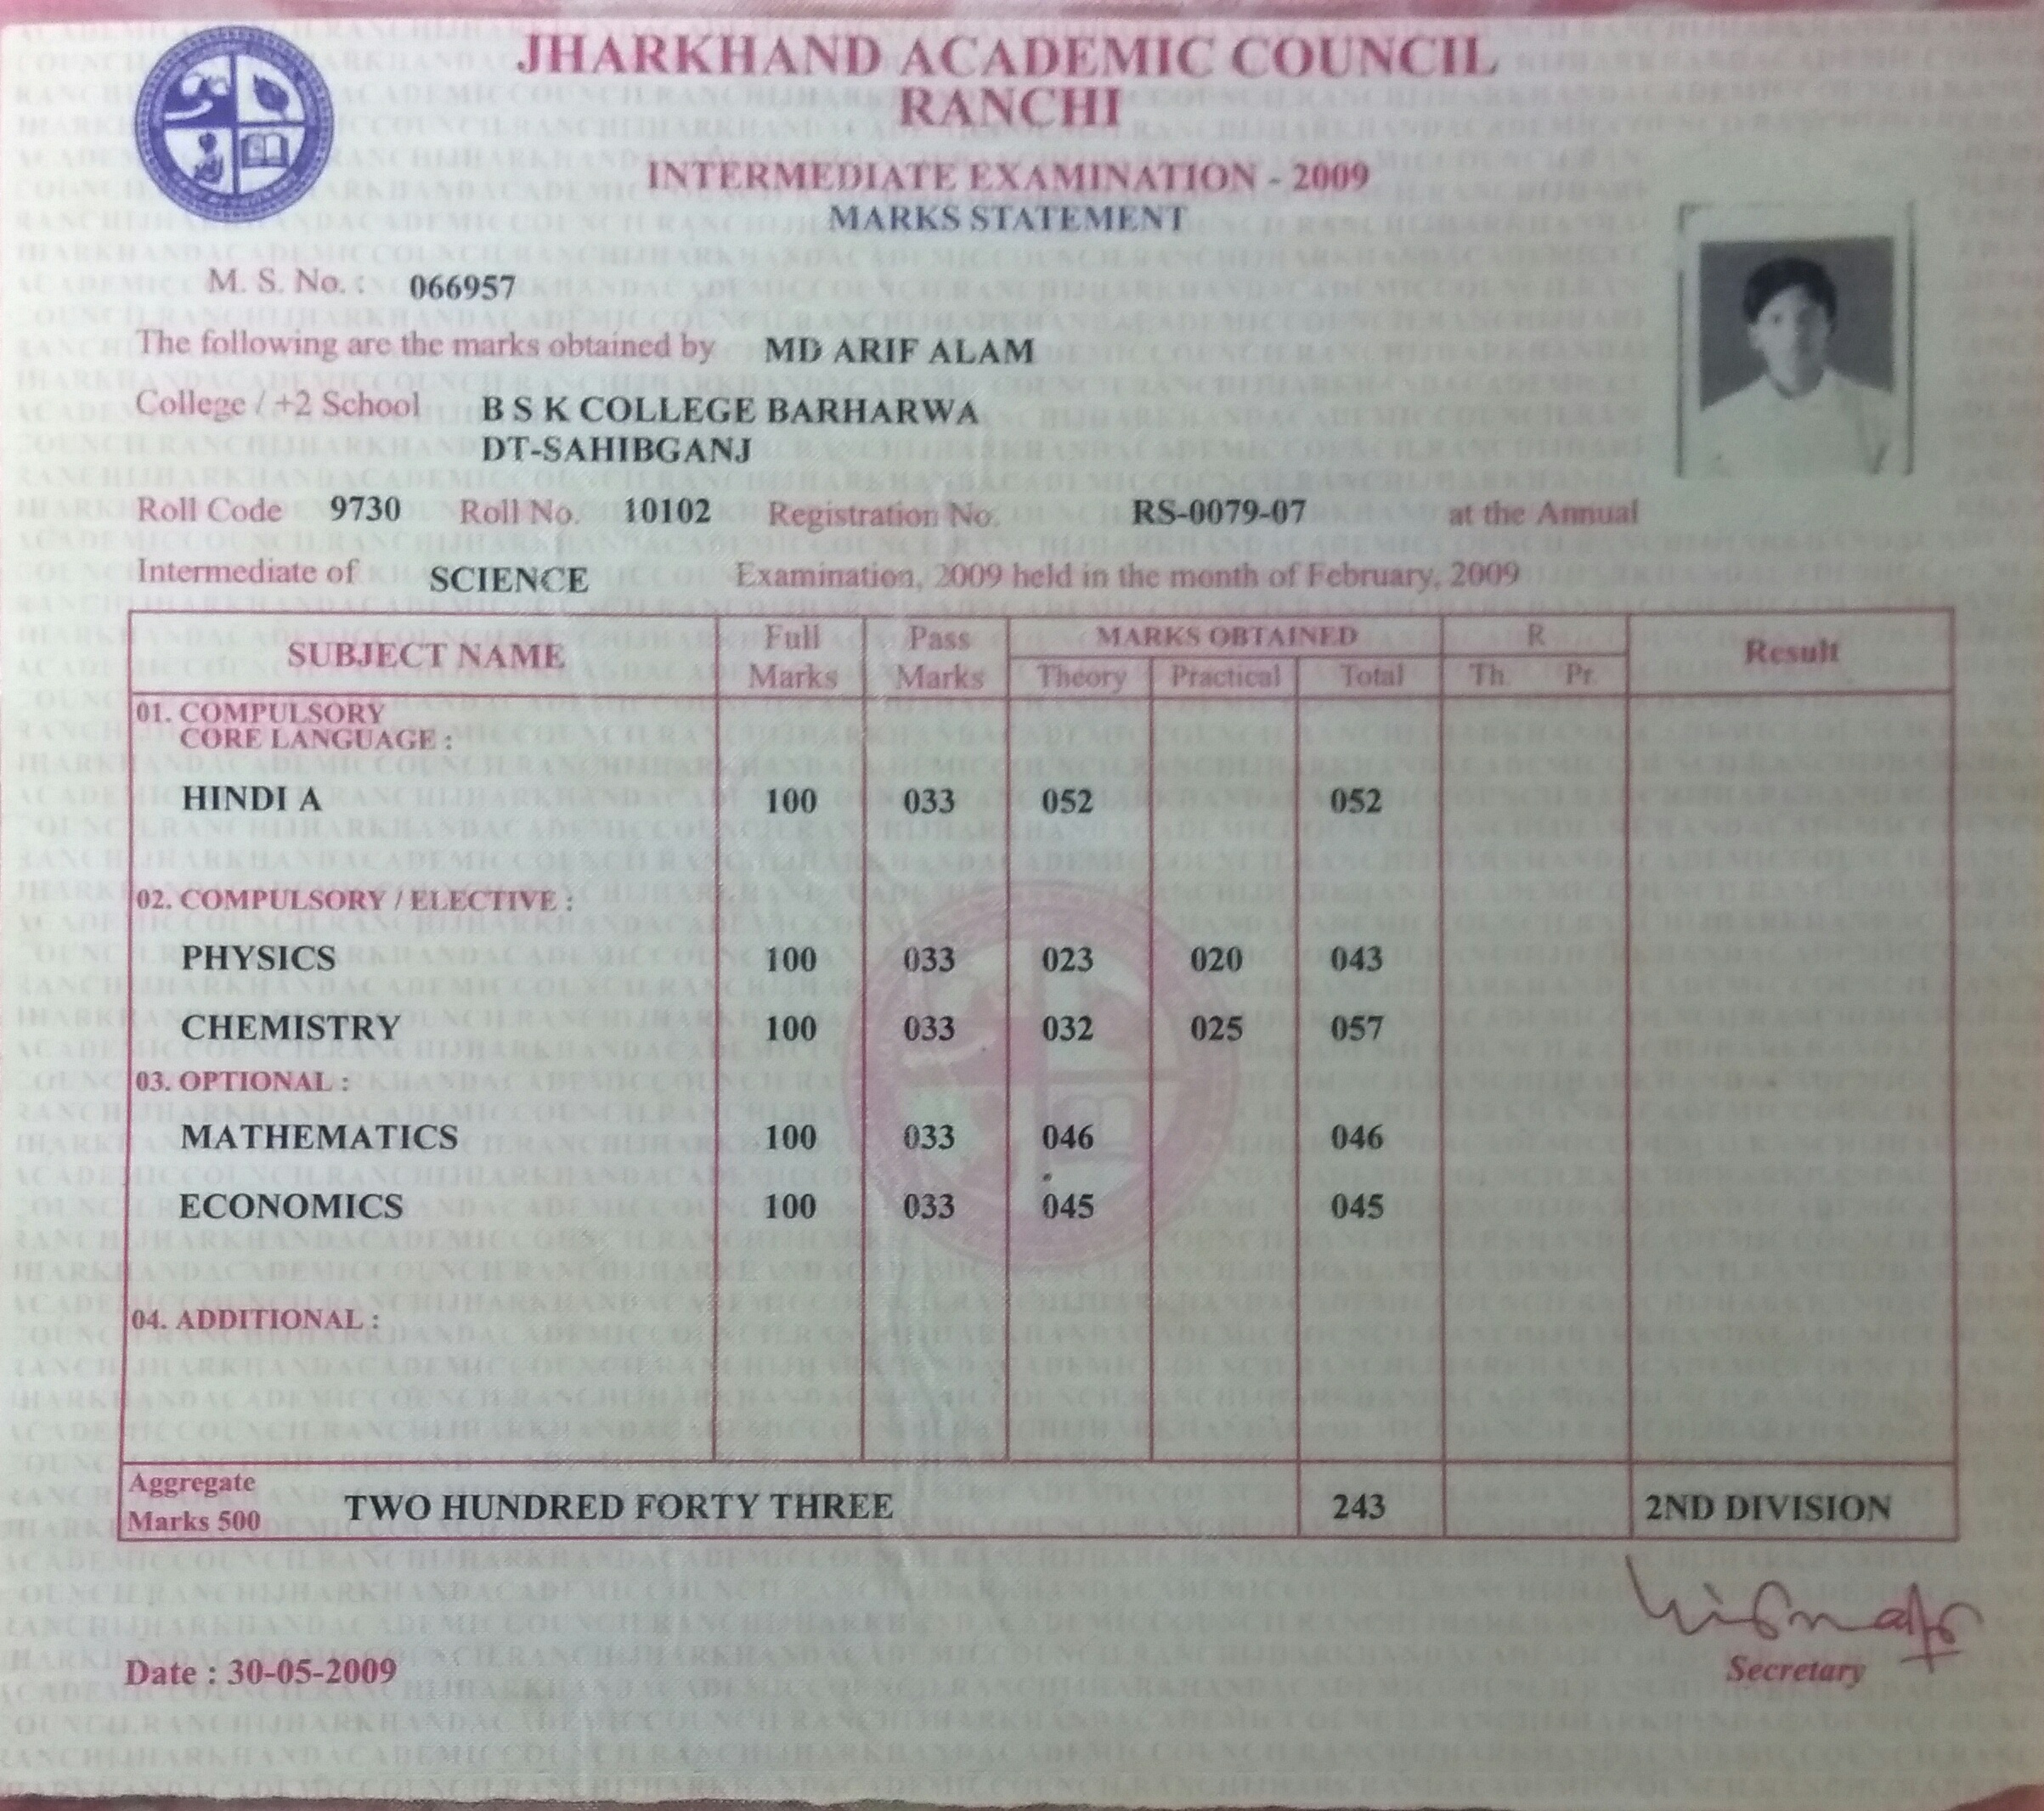 JHARKHAND ACADEMIC COUNCIL
RANCHI
INTERMEDIATE EXAMINATION - 2009
MARKS STATEMENT
M. S. No. : 066957
The following are the marks obtained by MD ARIF ALAM
College / +2 School B S K COLLEGE BARHARWA
DT-SAHIBGANJ
Roll Code 9730 Roll No. 10102 Registration No. RS-0079-07 at the Annual
Intermediate of SCIENCE Examination, 2009 held in the month of February, 2009
SUBJECT NAME Full Marks Pass Marks MARKS OBTAINED R Result
Theory Practical Total Th. Pr.
01. COMPULSORY
CORE LANGUAGE :
HINDI A 100 033 052 052
02. COMPULSORY / ELECTIVE :
PHYSICS 100 033 023 020 043
CHEMISTRY 100 033 032 025 057
03. OPTIONAL :
MATHEMATICS 100 033 046 046
ECONOMICS 100 033 045 045
04. ADDITIONAL :
Aggregate
Marks 500 TWO HUNDRED FORTY THREE 243 2ND DIVISION
Date : 30-05-2009
Secretary